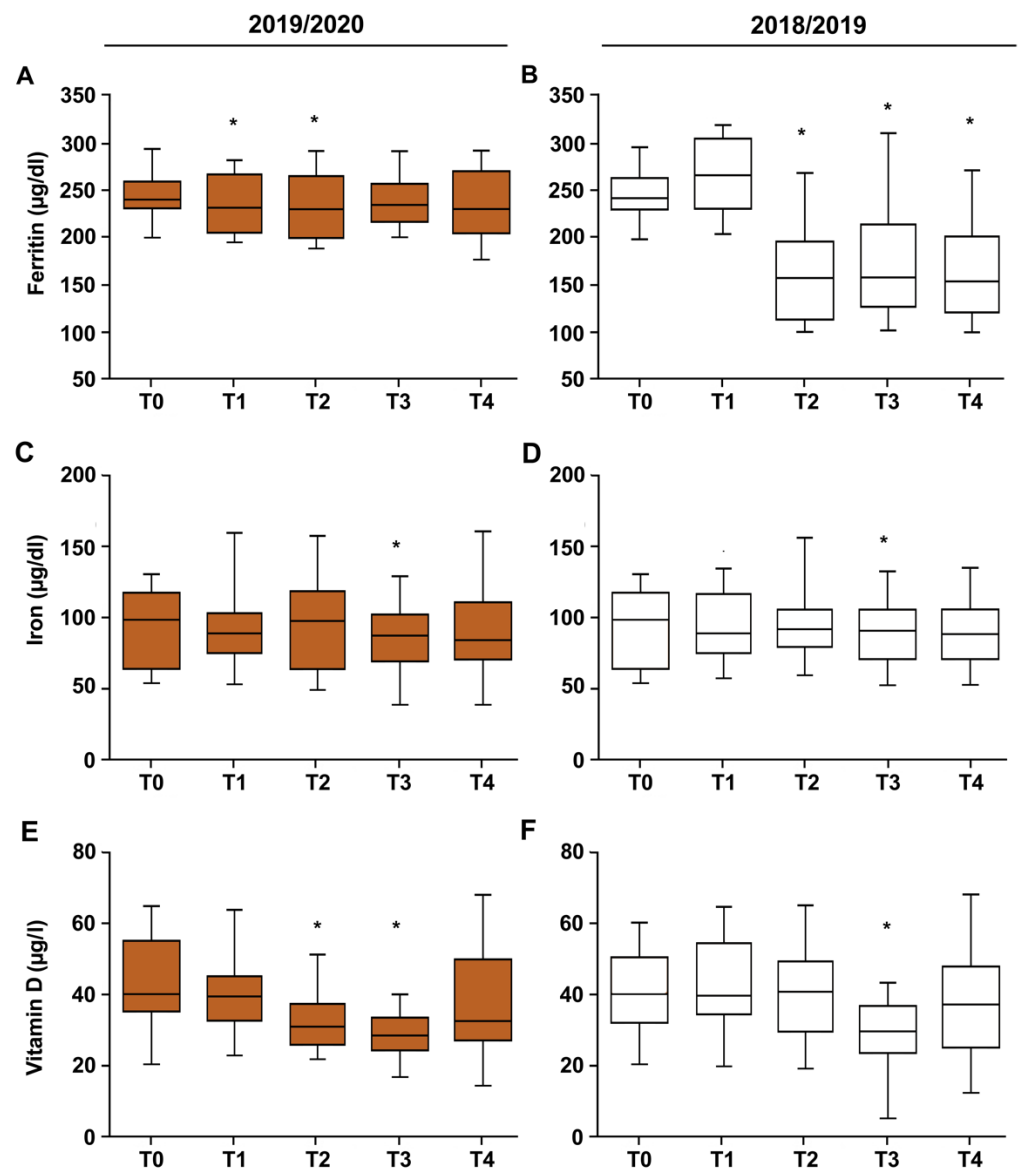 2019/2020 2018/2019
A B
Ferritin (µg/dl)
350 350
* * * * *
300 300
250 250
200 200
150 150
100 100
50 50
T0 T1 T2 T3 T4 T0 T1 T2 T3 T4
C D
Iron (µg/dl)
200 200
150 150
* *
100 100
50 50
0 0
T0 T1 T2 T3 T4 T0 T1 T2 T3 T4
E F
Vitamin D (µg/l)
80 80
60 60
* * *
40 40
20 20
0 0
T0 T1 T2 T3 T4 T0 T1 T2 T3 T4